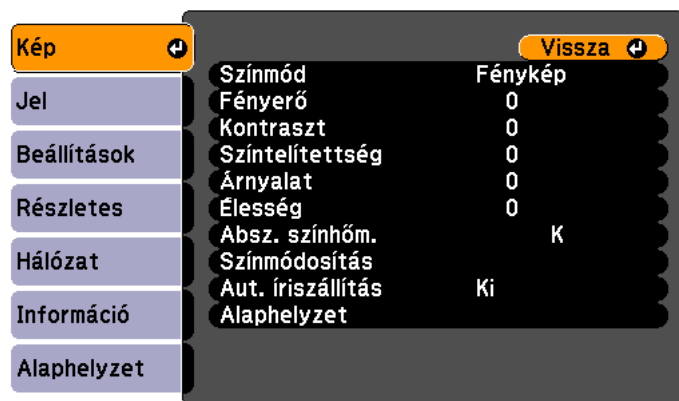 Kép
Jel
Beállítások
Részletes
Hálózat
Információ
Alaphelyzet
Vissza
Színmód Fénykép
Fényerő 0
Kontraszt 0
Színtelítettség 0
Árnyalat 0
Élesség 0
Absz. színhőm. K
Színmódosítás
Aut. íriszállítás Ki
Alaphelyzet